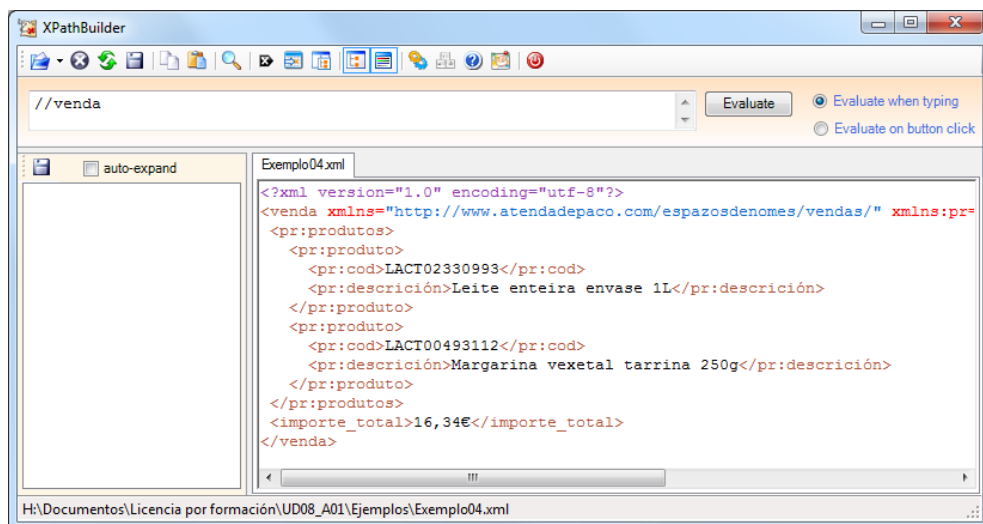 XPathBuilder
//venda
Evaluate
Evaluate when typing
Evaluate on button click
auto-expand
Exemplo04.xml
<?xml version="1.0" encoding="utf-8"?>
<venda xmlns="http://www.atendadepaco.com/espazosdenomes/vendas/" xmlns:pr=
<pr:produtos>
<pr:produto>
<pr:cod>LACT02330993</pr:cod>
<pr:descrición>Leite enteira envase 1L</pr:descrición>
</pr:produto>
<pr:produto>
<pr:cod>LACT00493112</pr:cod>
<pr:descrición>Margarina vexetal tarrina 250g</pr:descrición>
</pr:produto>
</pr:produtos>
<importe_total>16,34€</importe_total>
</venda>
H:\Documentos\Licencia por formación\UD08_A01\Ejemplos\Exemplo04.xml